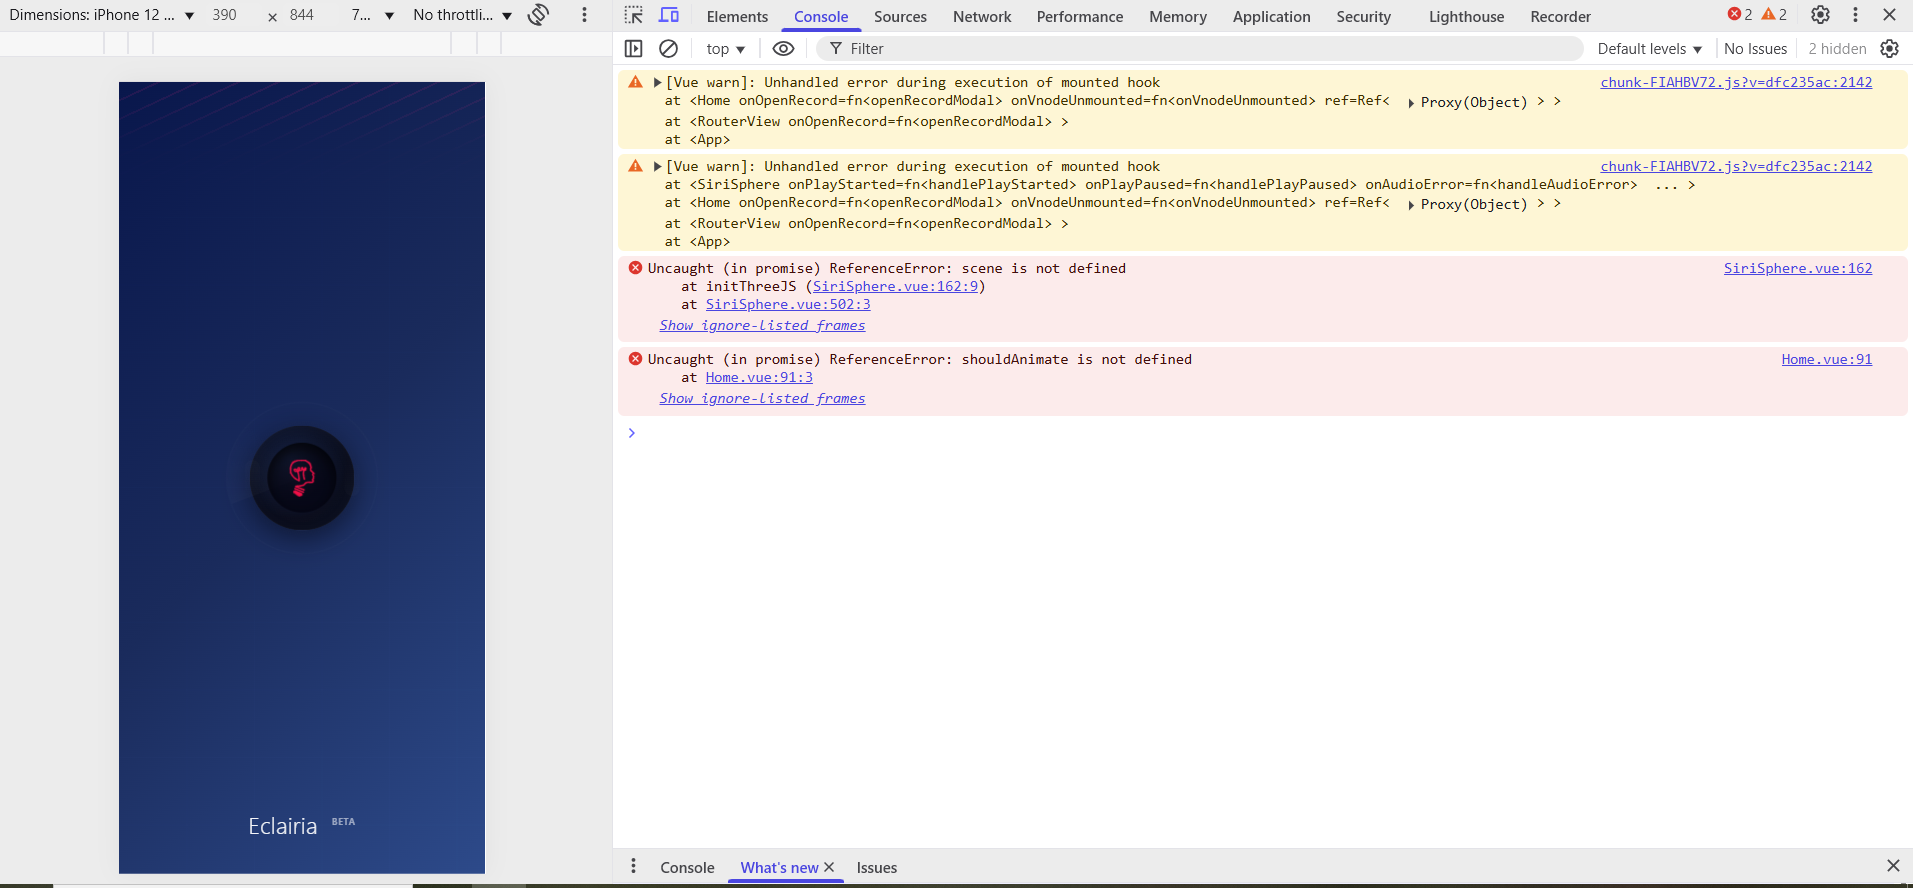 Dimensions: iPhone 12 ... ▼ 390 × 844 7... ▼ No throttli... ▼
Elements Console Sources Network Performance Memory Application Security Lighthouse Recorder 2 2
top ▼ Filter Default levels ▼ No Issues 2 hidden
[Vue warn]: Unhandled error during execution of mounted hook chunk-FIAHBV72.js?v=dfc235ac:2142
at <Home onOpenRecord=fn<openRecordModal> onVnodeUnmounted=fn<onVnodeUnmounted> ref=Ref< ▶ Proxy(Object) > >
at <RouterView onOpenRecord=fn<openRecordModal> >
at <App>
[Vue warn]: Unhandled error during execution of mounted hook chunk-FIAHBV72.js?v=dfc235ac:2142
at <SiriSphere onPlayStarted=fn<handlePlayStarted> onPlayPaused=fn<handlePlayPaused> onAudioError=fn<handleAudioError> ... >
at <Home onOpenRecord=fn<openRecordModal> onVnodeUnmounted=fn<onVnodeUnmounted> ref=Ref< ▶ Proxy(Object) > >
at <RouterView onOpenRecord=fn<openRecordModal> >
at <App>
Uncaught (in promise) ReferenceError: scene is not defined SiriSphere.vue:162
at initThreeJS (SiriSphere.vue:162:9)
at SiriSphere.vue:502:3
Show ignore-listed frames
Uncaught (in promise) ReferenceError: shouldAnimate is not defined Home.vue:91
at Home.vue:91:3
Show ignore-listed frames
Eclairia BETA
Console What's new Issues